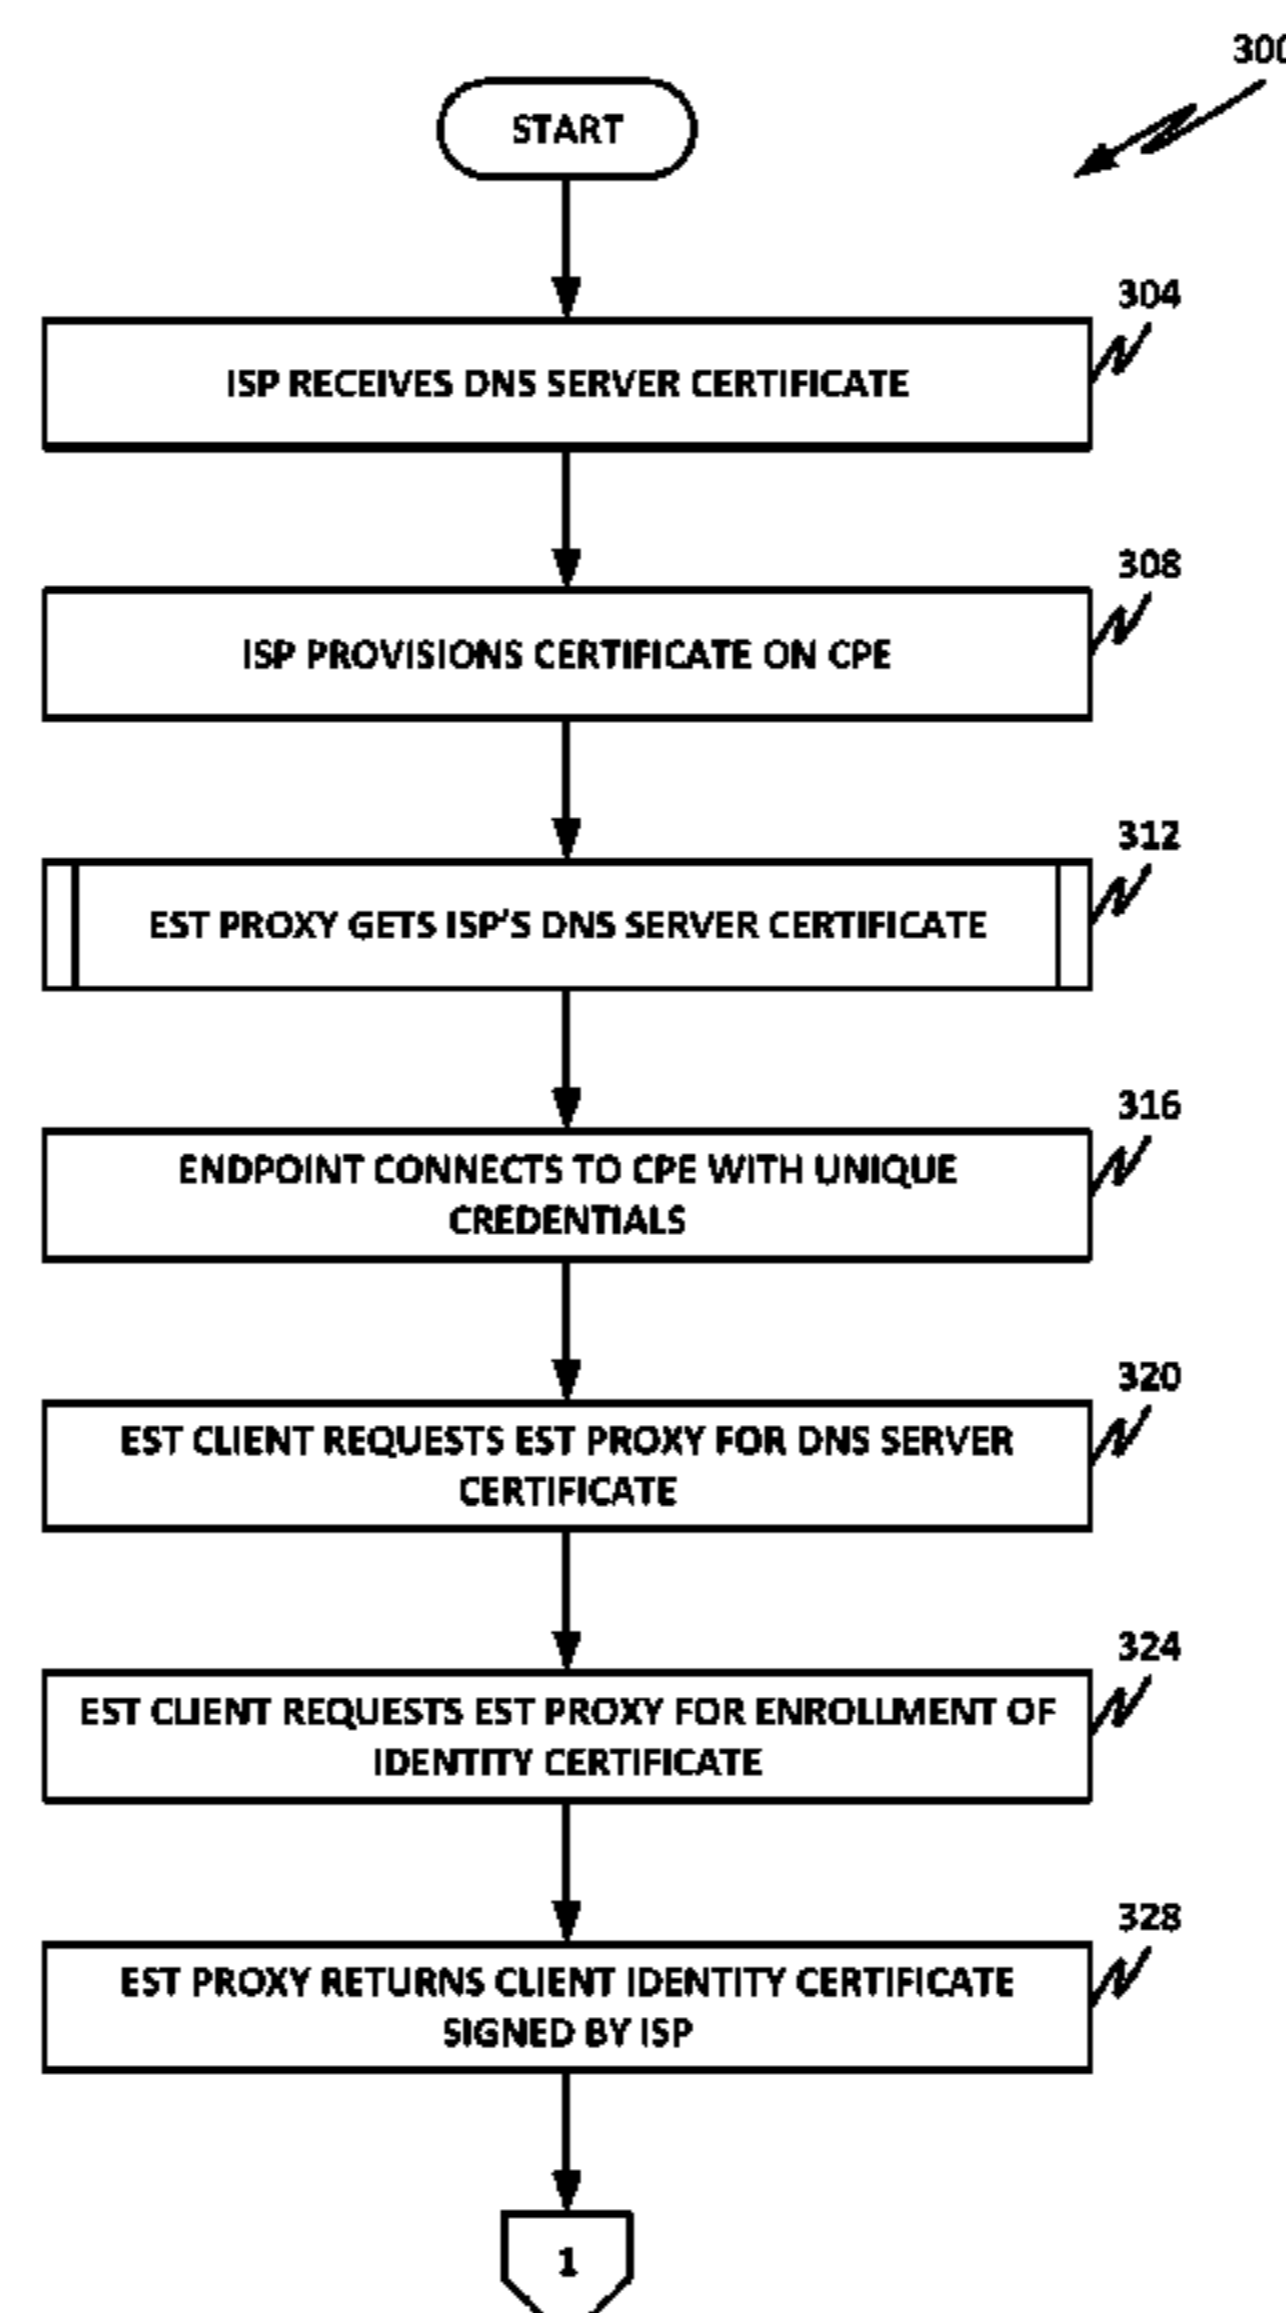 300
START
304
ISP RECEIVES DNS SERVER CERTIFICATE
308
ISP PROVISIONS CERTIFICATE ON CPE
312
EST PROXY GETS ISP'S DNS SERVER CERTIFICATE
316
ENDPOINT CONNECTS TO CPE WITH UNIQUE
CREDENTIALS
320
EST CLIENT REQUESTS EST PROXY FOR DNS SERVER
CERTIFICATE
324
EST CLIENT REQUESTS EST PROXY FOR ENROLLMENT OF
IDENTITY CERTIFICATE
328
EST PROXY RETURNS CLIENT IDENTITY CERTIFICATE
SIGNED BY ISP
1